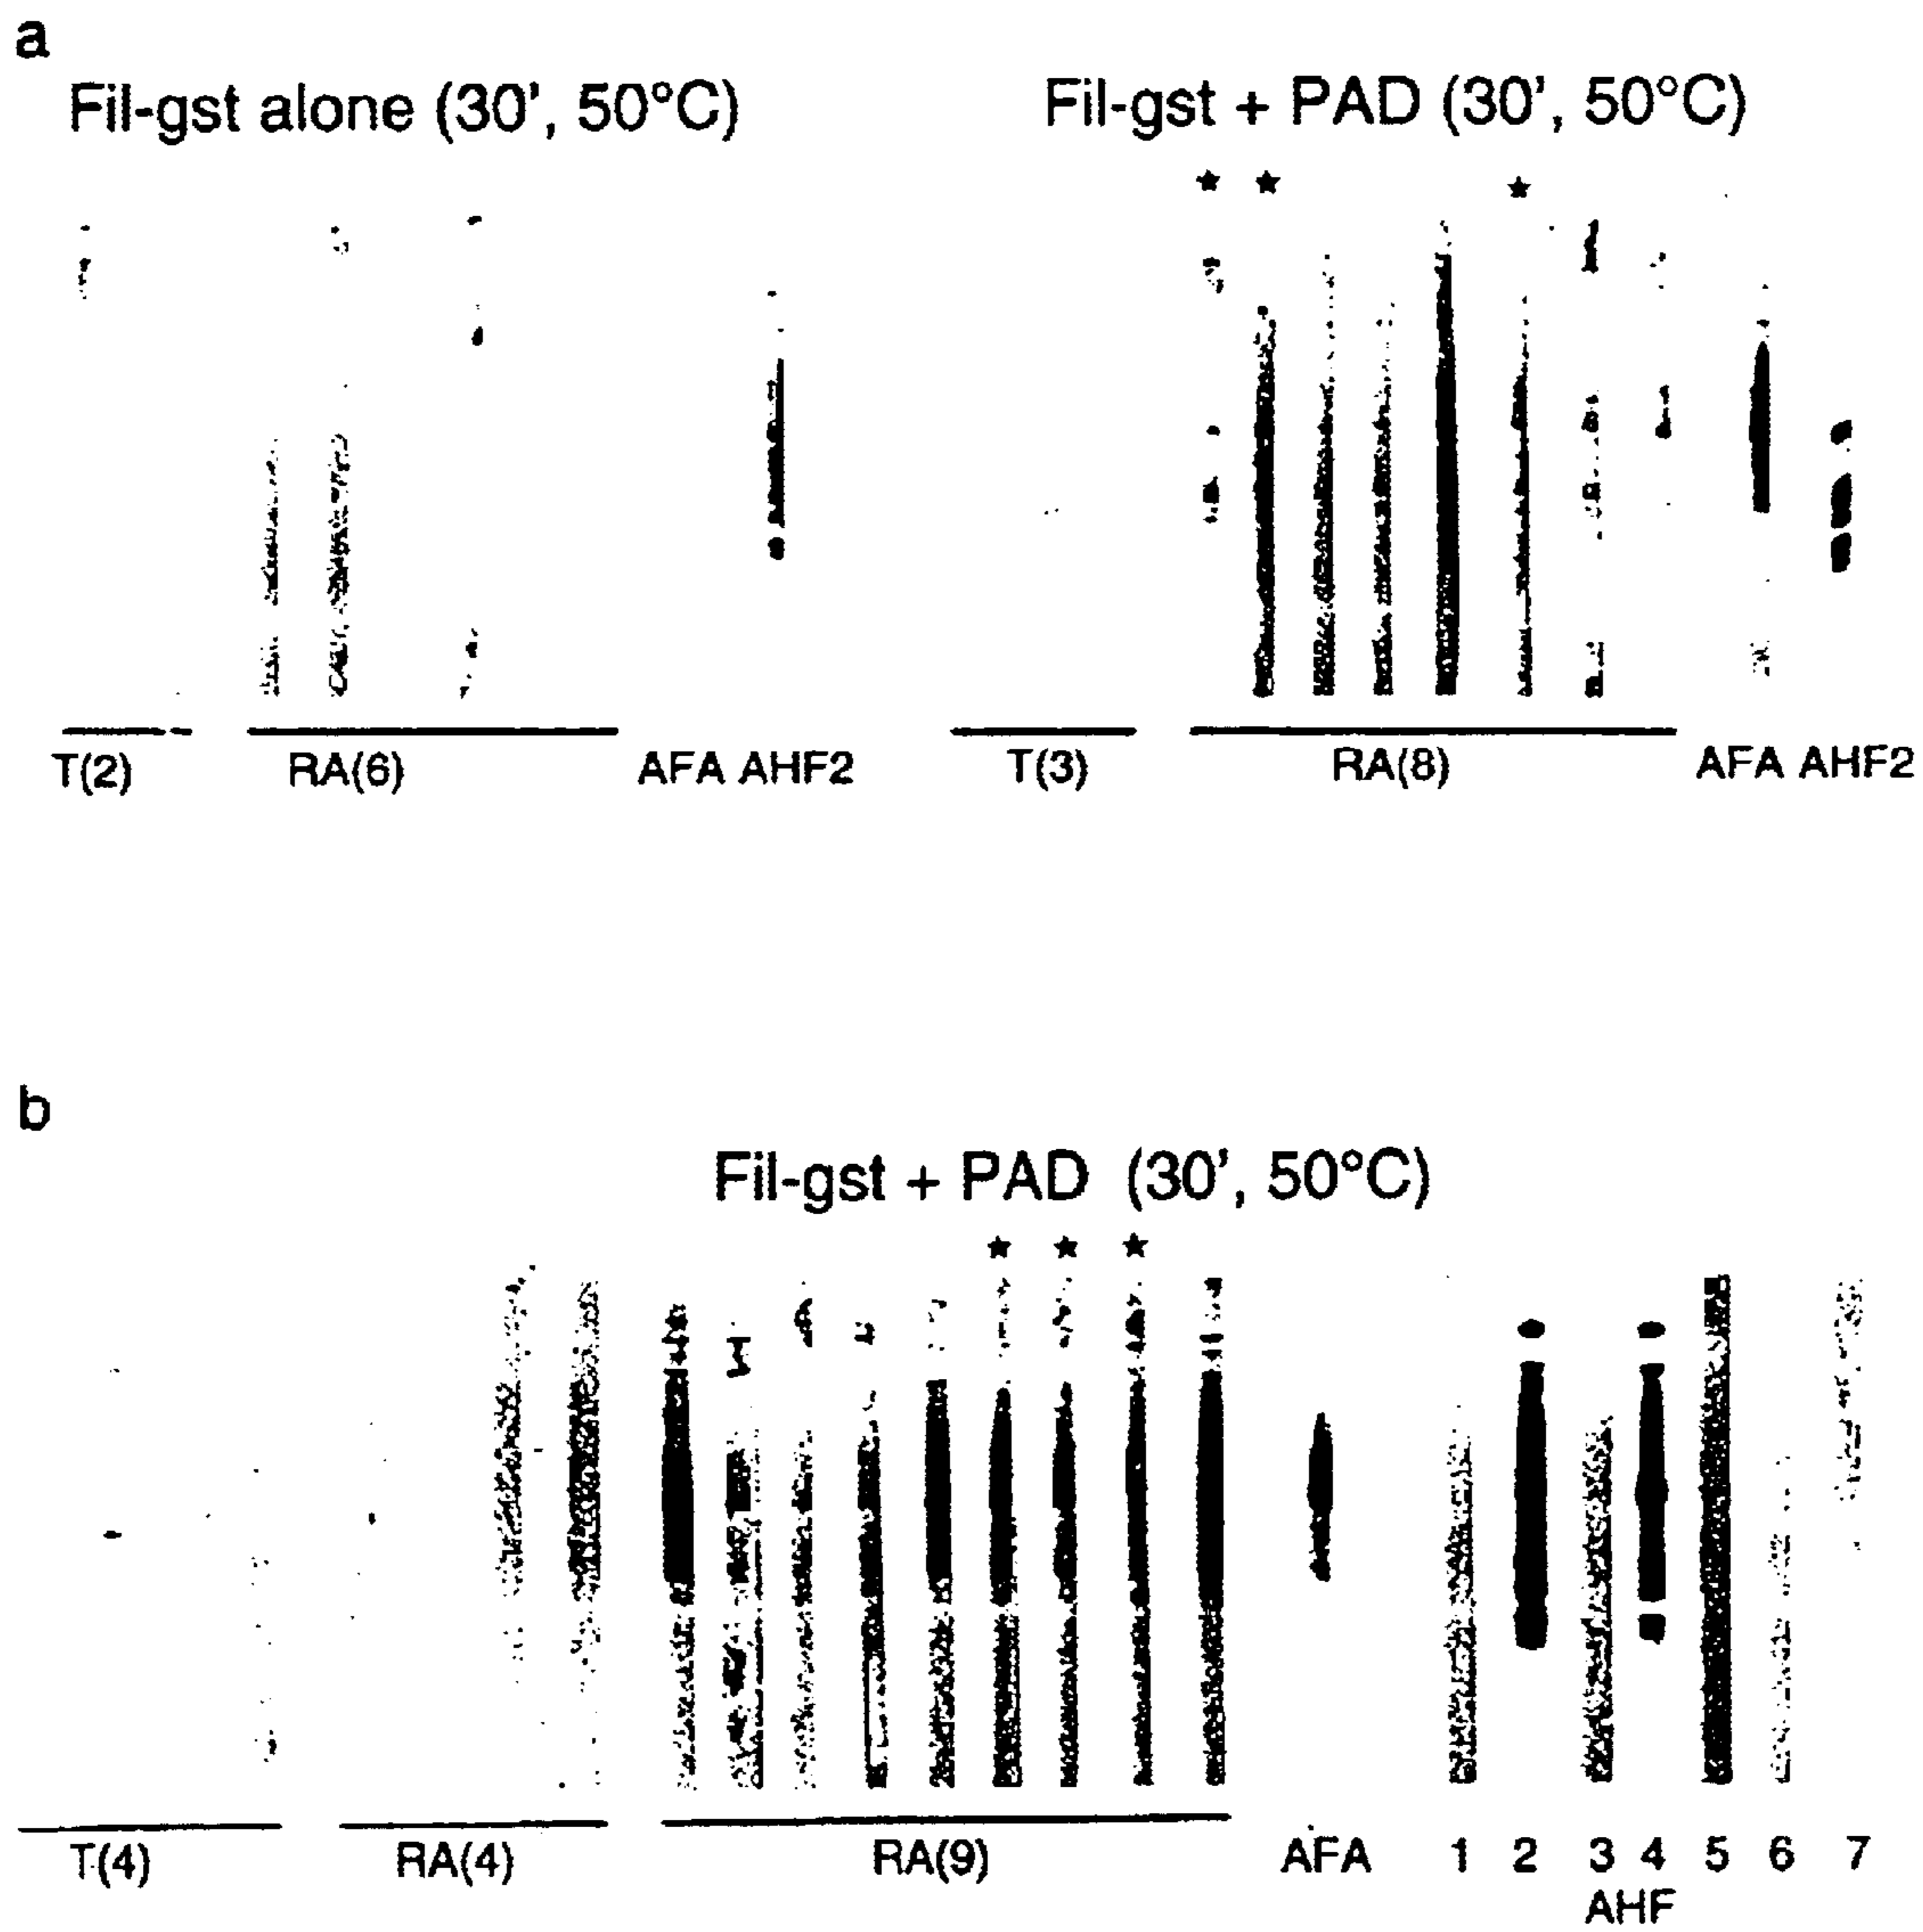 a
Fil-gst alone (30', 50°C)
Fil-gst + PAD (30', 50°C)
★ ★ ★
T(2) RA(6) AFA AHF2 T(3) RA(8) AFA AHF2
b
Fil-gst + PAD (30', 50°C)
★ ★ ★
T(4) RA(4) RA(9) AFA 1 2 3 4 5 6 7
AHF